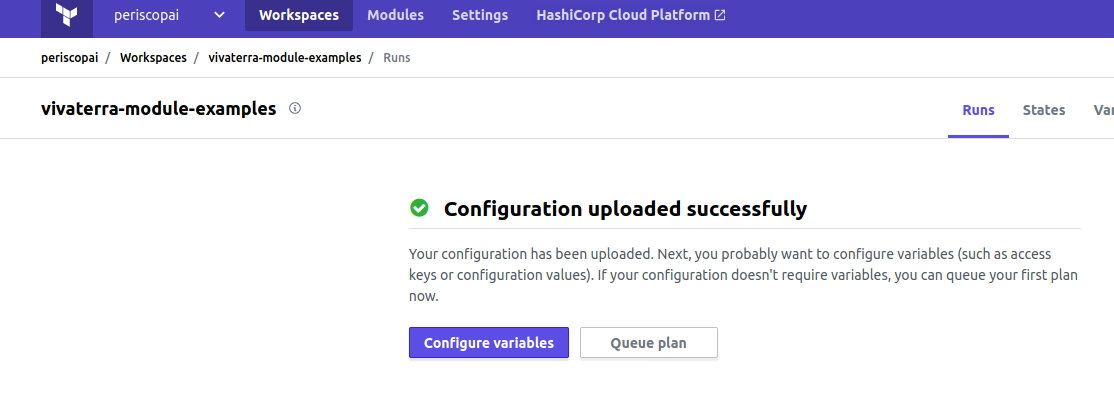 periscopai Workspaces Modules Settings HashiCorp Cloud Platform
periscopai / Workspaces / vivaterra-module-examples / Runs
vivaterra-module-examples
Runs States Var
Configuration uploaded successfully
Your configuration has been uploaded. Next, you probably want to configure variables (such as access
keys or configuration values). If your configuration doesn't require variables, you can queue your first plan
now.
Configure variables Queue plan